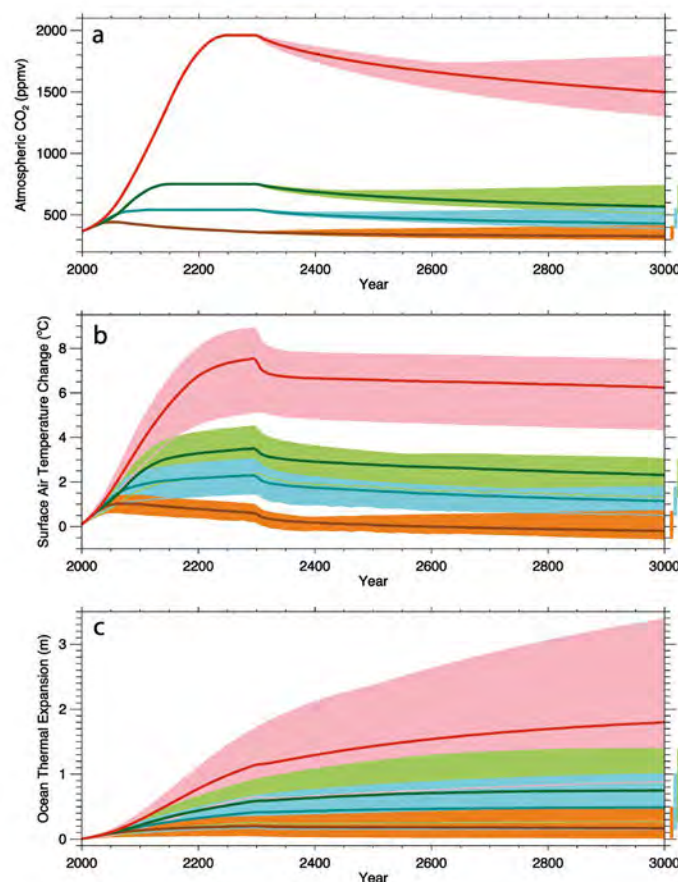 a
2000
1500
1000
500
Atmospheric CO₂ (ppmv)
2000 2200 2400 2600 2800 3000
Year
b
8
6
4
2
0
Surface Air Temperature Change (°C)
2000 2200 2400 2600 2800 3000
Year
c
3
2
1
0
Ocean Thermal Expansion (m)
2000 2200 2400 2600 2800 3000
Year